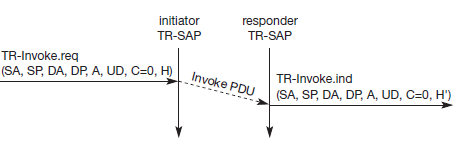 initiator
TR-SAP
responder
TR-SAP
TR-Invoke.req
(SA, SP, DA, DP, A, UD, C=0, H)
Invoke PDU
TR-Invoke.ind
(SA, SP, DA, DP, A, UD, C=0, H')